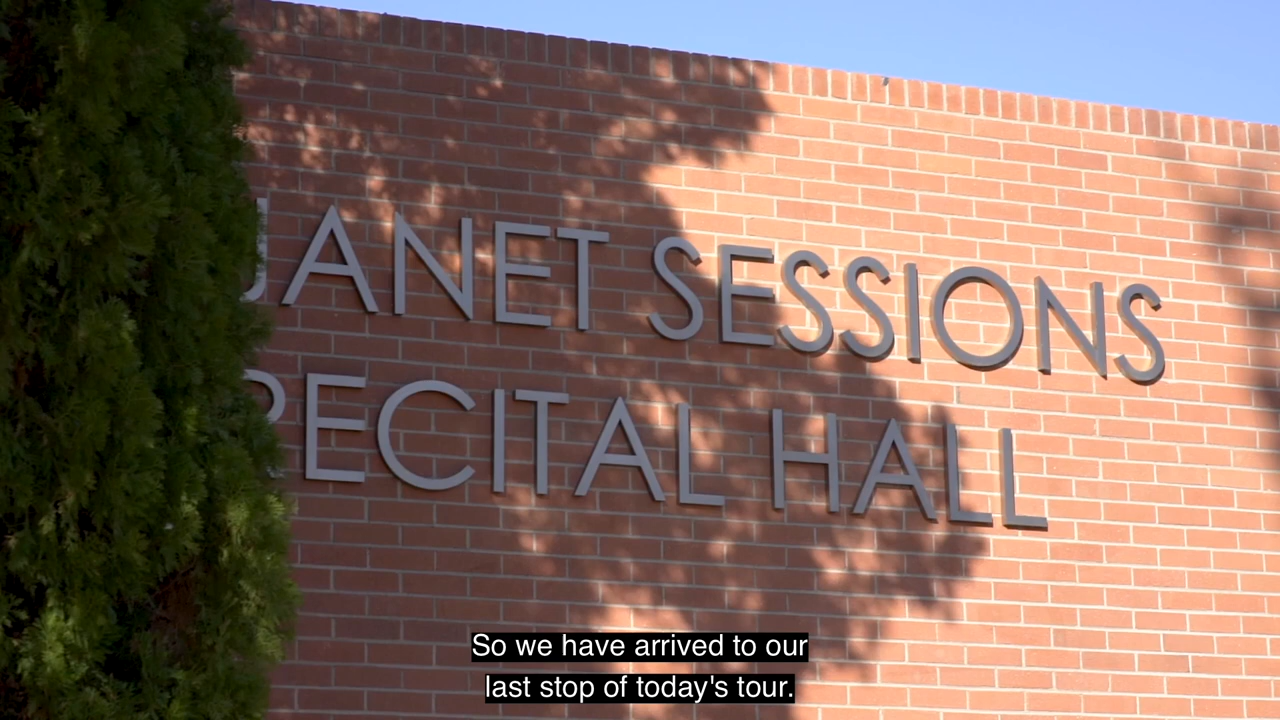 JANET SESSIONS
RECITAL HALL
So we have arrived to our
last stop of today's tour.